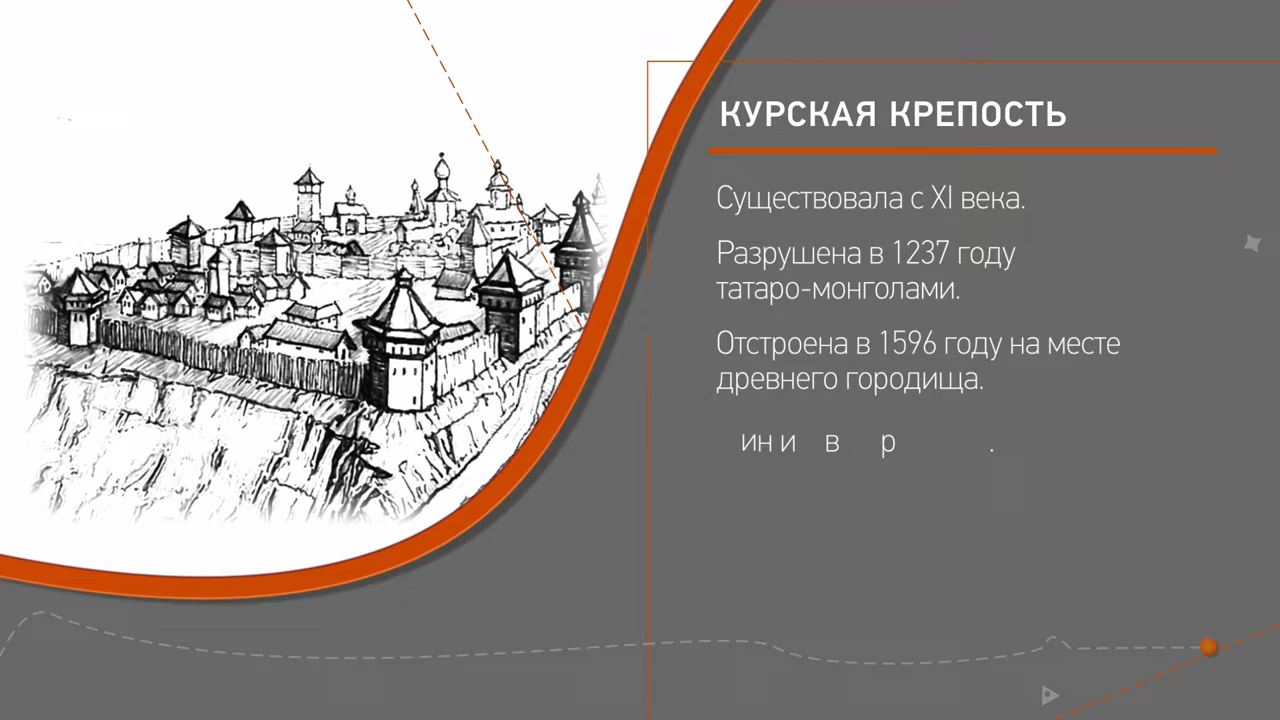 КУРСКАЯ КРЕПОСТЬ
Существовала с XI века.
Разрушена в 1237 году
татаро-монголами.
Отстроена в 1596 году на месте
древнего городища.